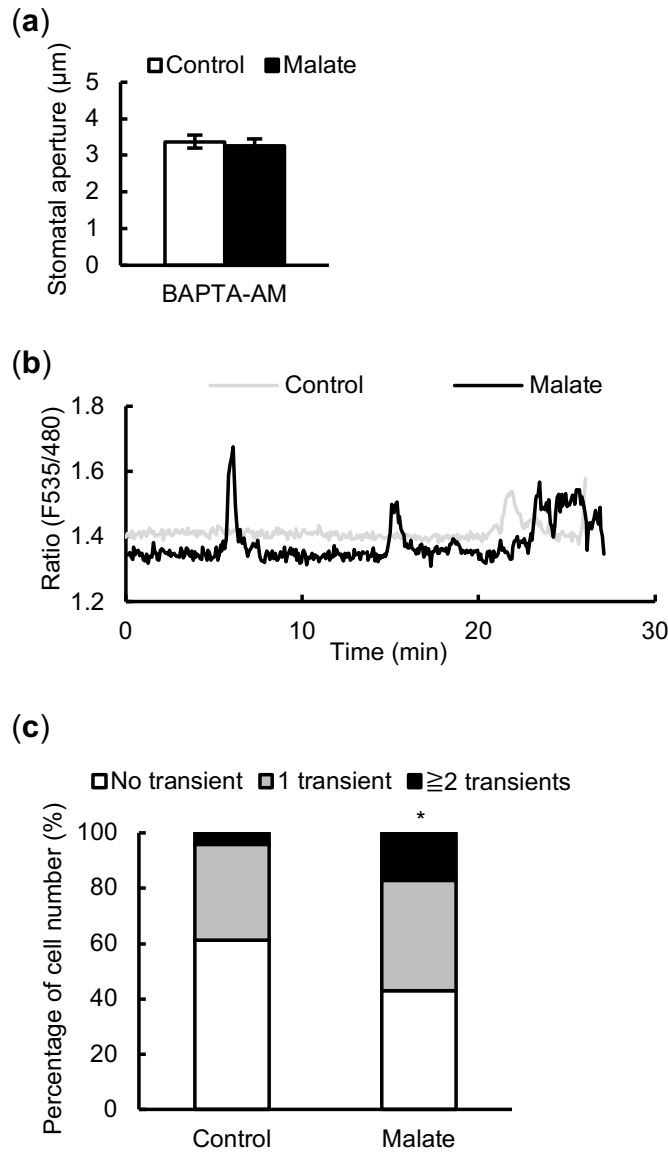 (a)
Control Malate
Stomatal aperture (μm)
5
4
3
2
1
0
BAPTA-AM
(b)
Control Malate
Ratio (F535/480)
1.8
1.6
1.4
1.2
0 10 20 30
Time (min)
(c)
No transient 1 transient ≧2 transients
Percentage of cell number (%)
100
80
60
40
20
0
*
Control Malate